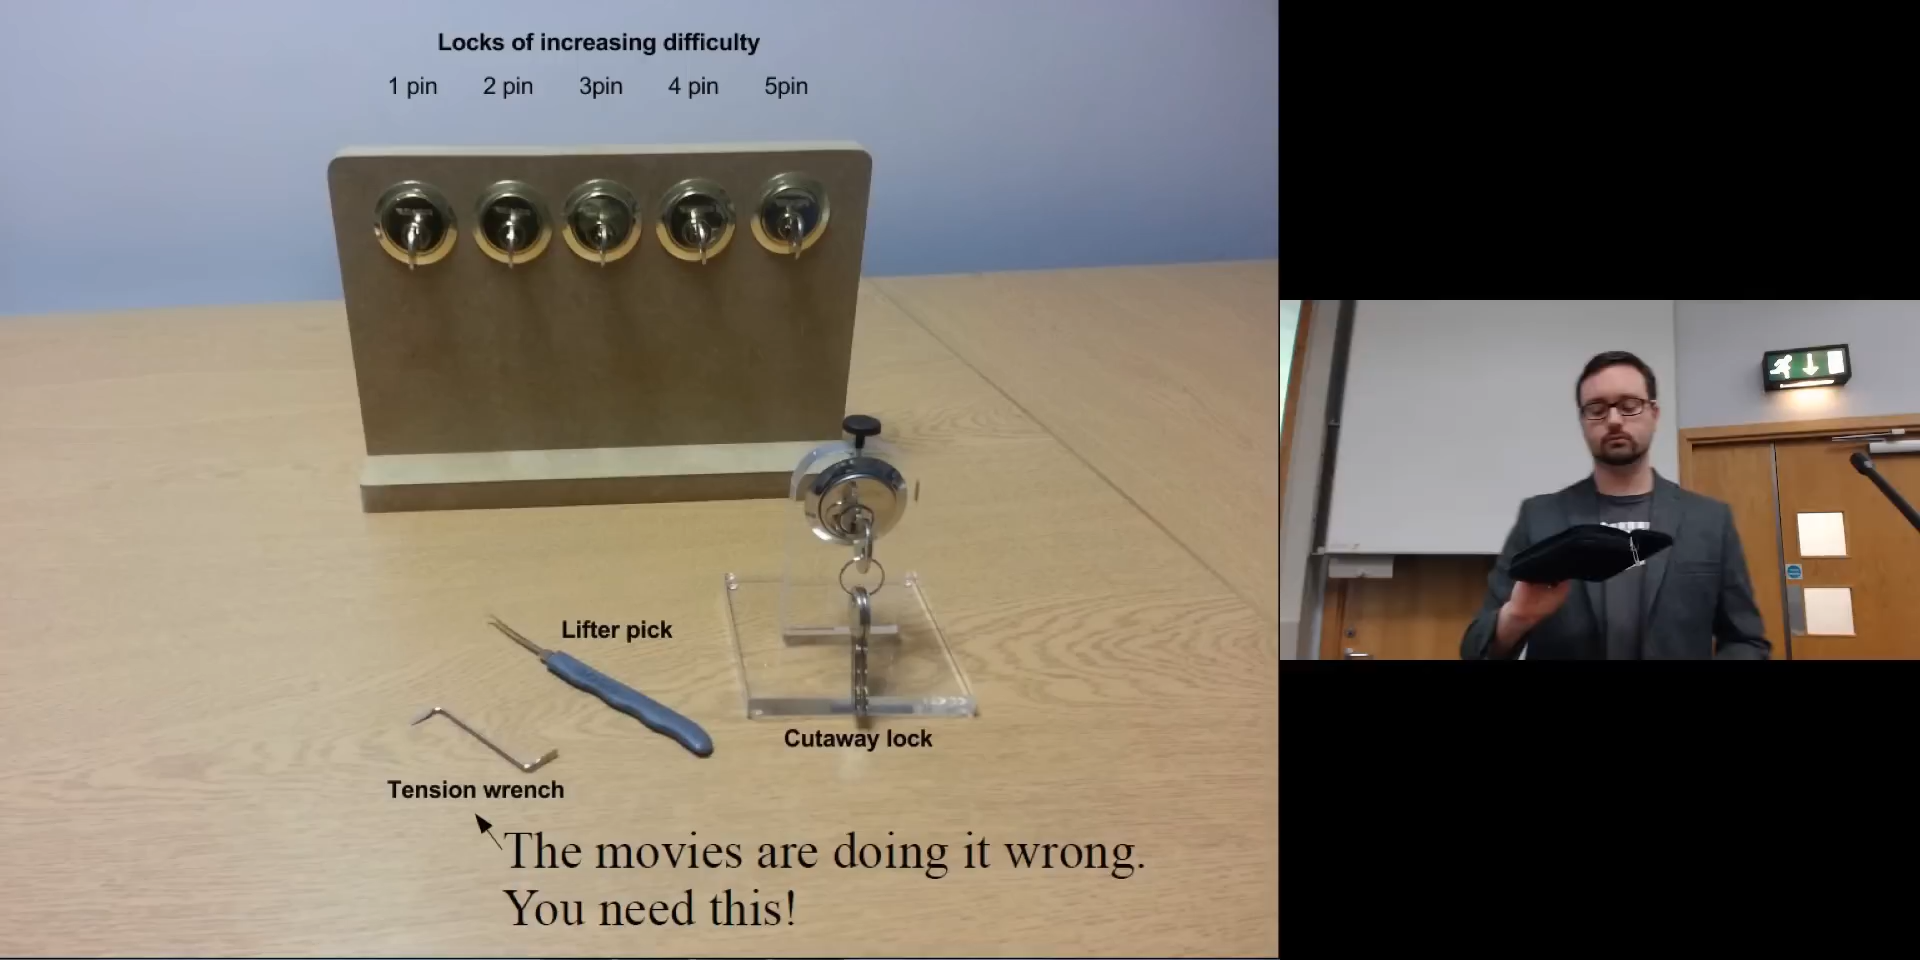 Locks of increasing difficulty
1 pin 2 pin 3pin 4 pin 5pin
Lifter pick
Cutaway lock
Tension wrench
The movies are doing it wrong.
You need this!